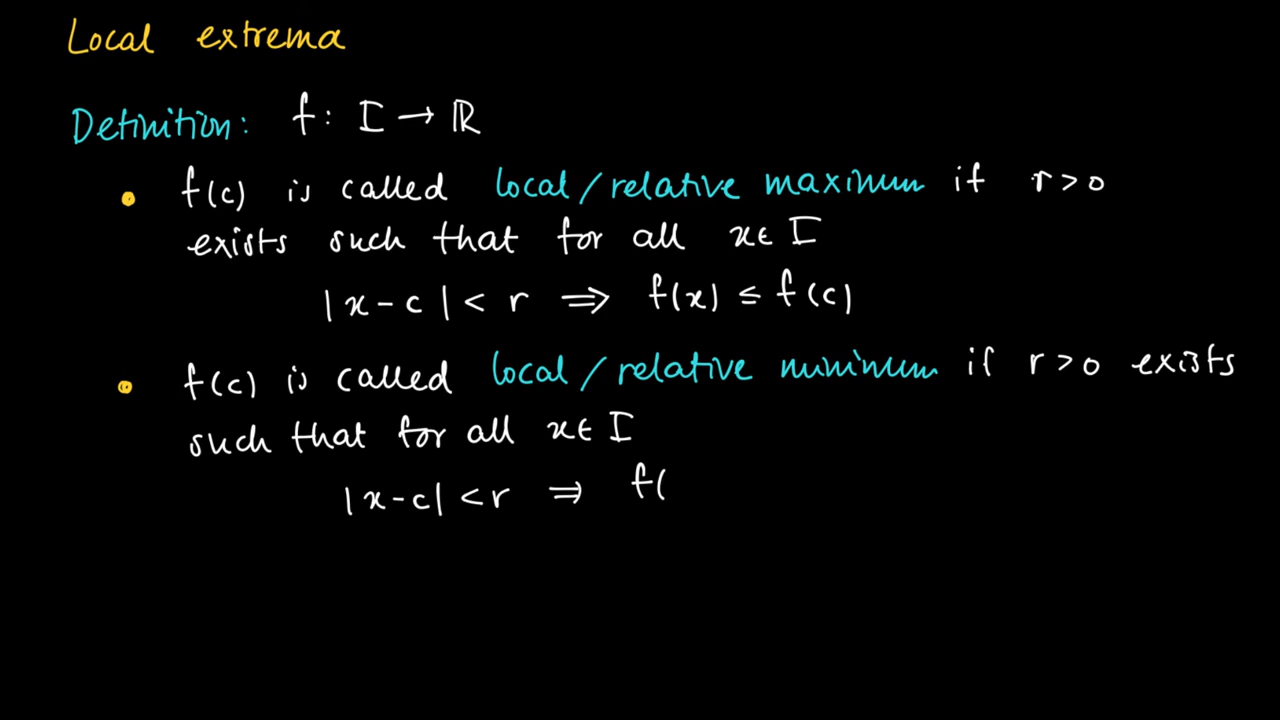 Local extrema
Definition: f: I → ℝ
• f(c) is called local/relative maximum if r>0
exists such that for all x∈ I
|x-c| < r ⇒ f(x) ≤ f(c)
• f(c) is called local/relative minimum if r>0 exists
such that for all x∈ I
|x-c| < r ⇒ f(